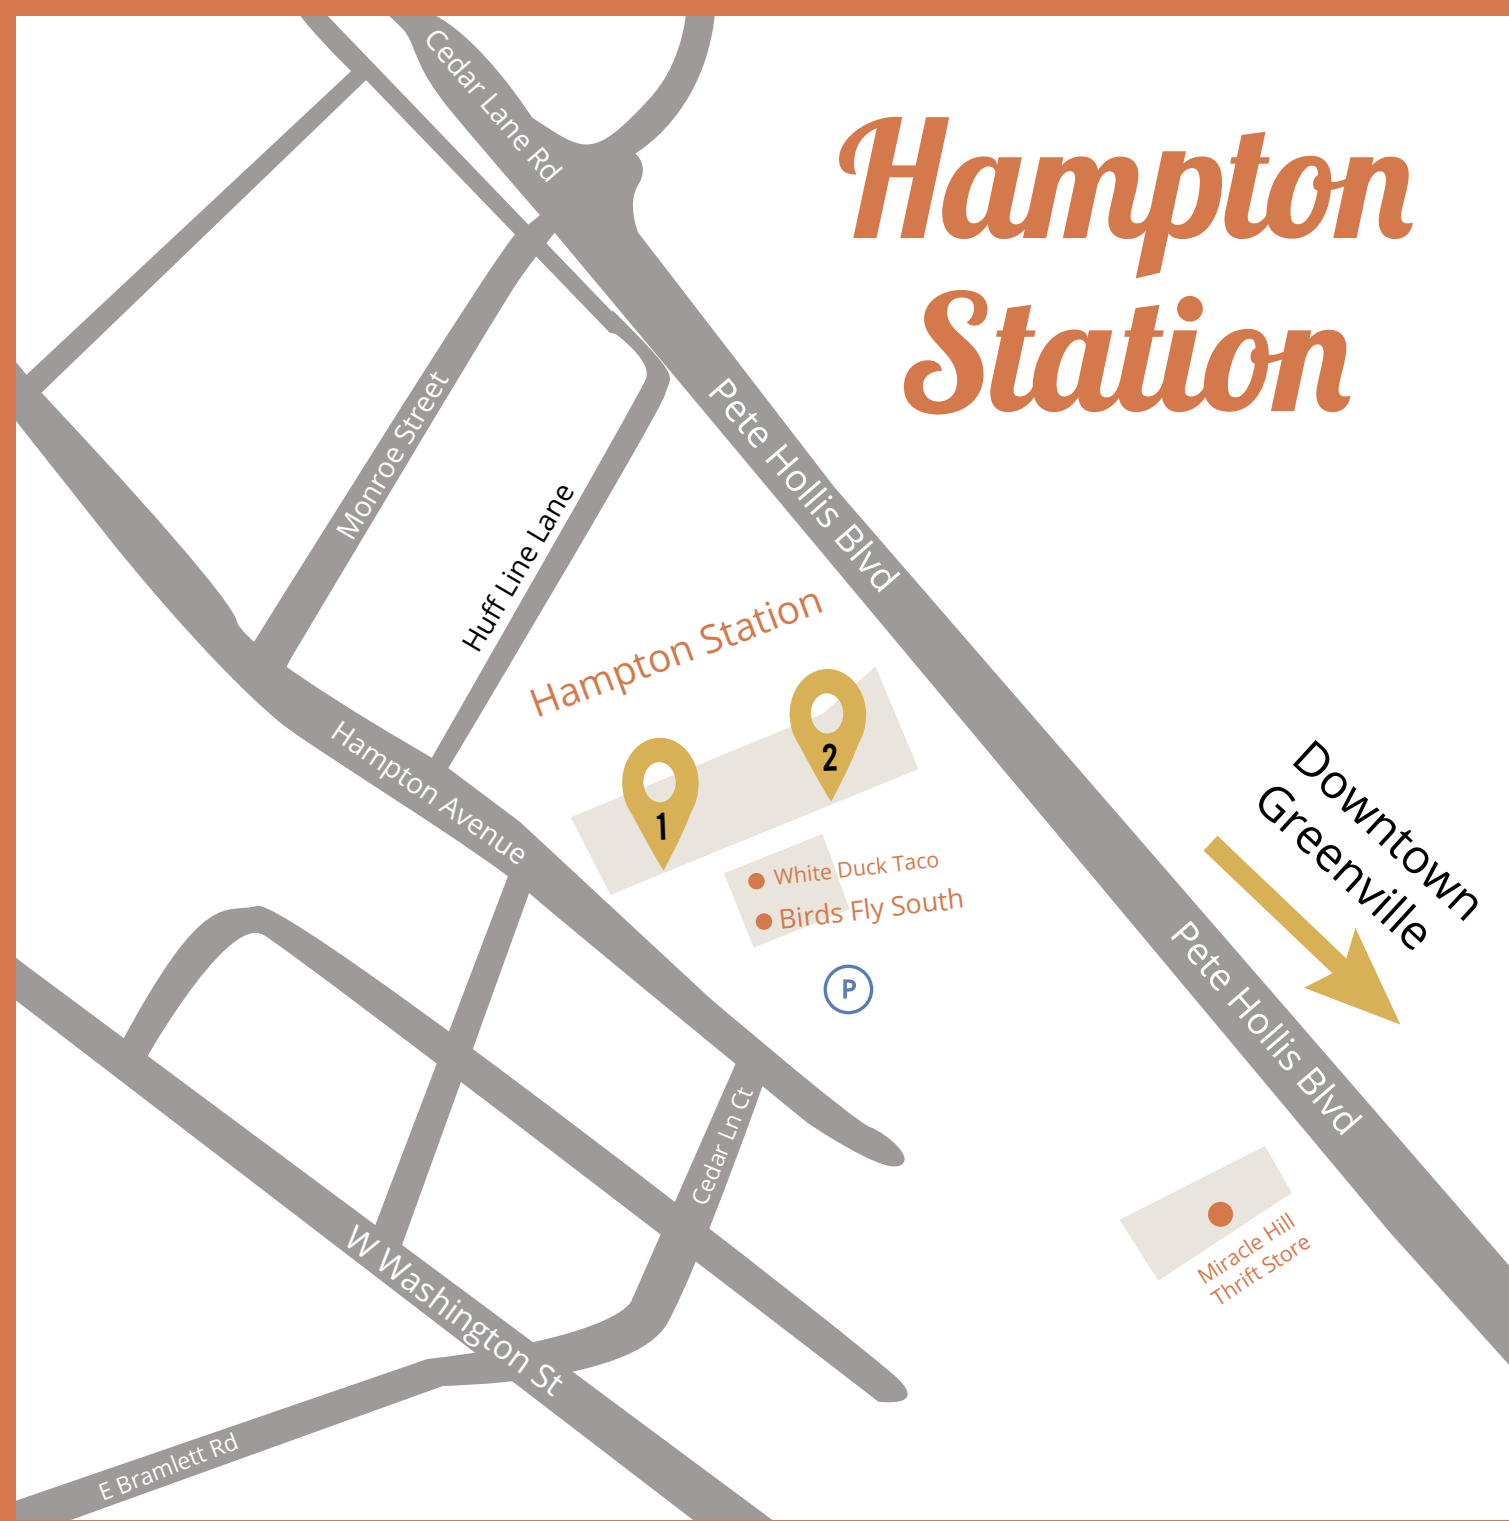 Hampton
Station
Cedar Lane Rd
Monroe Street
Huff Line Lane
Pete Hollis Blvd
Hampton Station
Hampton Avenue
1
2
White Duck Taco
Birds Fly South
P
Downtown
Greenville
Pete Hollis Blvd
Cedar Ln Ct
W Washington St
Miracle Hill
Thrift Store
E Bramlett Rd